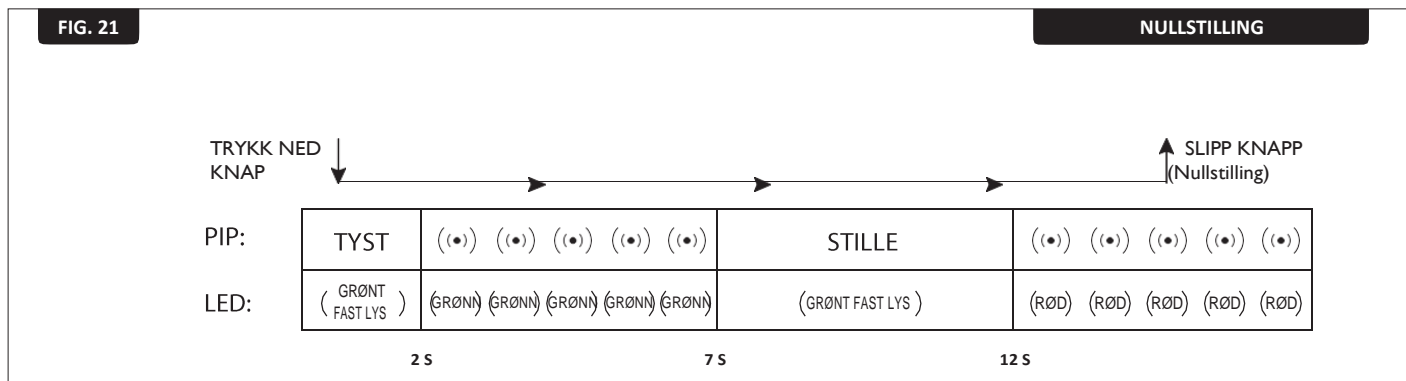 FIG. 21
NULLSTILLING
TRYKK NED
KNAP
SLIPP KNAPP
(Nullstilling)
PIP: TYST ((•)) ((•)) ((•)) ((•)) ((•)) STILLE ((•)) ((•)) ((•)) ((•)) ((•))
LED: (GRØNT FAST LYS) (GRØNN) (GRØNN) (GRØNN) (GRØNN) (GRØNN) (GRØNT FAST LYS) (RØD) (RØD) (RØD) (RØD) (RØD)
2 S 7 S 12 S